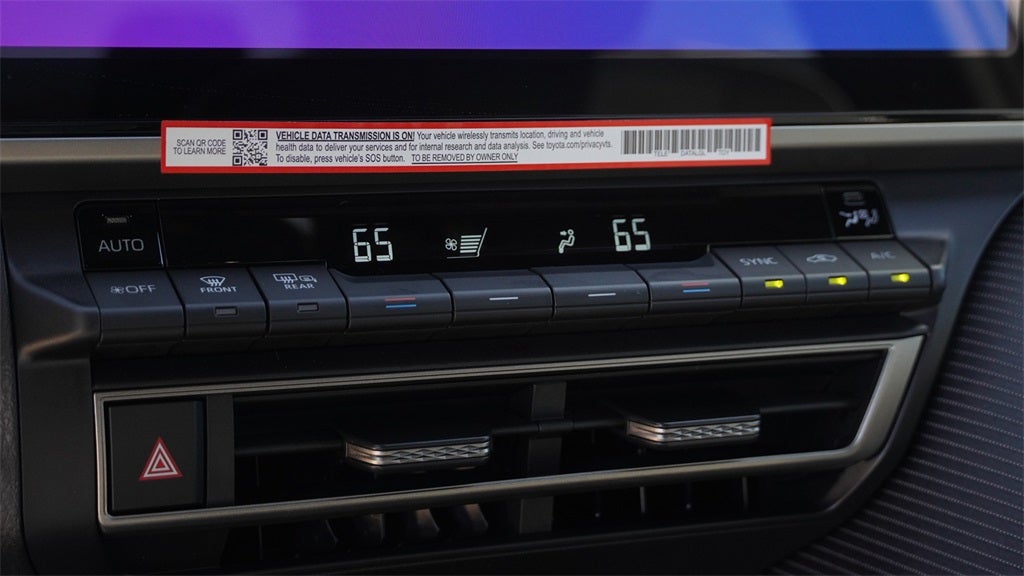 SCAN QR CODE
TO LEARN MORE
VEHICLE DATA TRANSMISSION IS ON! Your vehicle wirelessly transmits location, driving and vehicle
health data to deliver your services and for internal research and data analysis. See toyota.com/privacyvts.
To disable, press vehicle's SOS button. TO BE REMOVED BY OWNER ONLY
AUTO
65
65
OFF
FRONT
REAR
SYNC
A/C